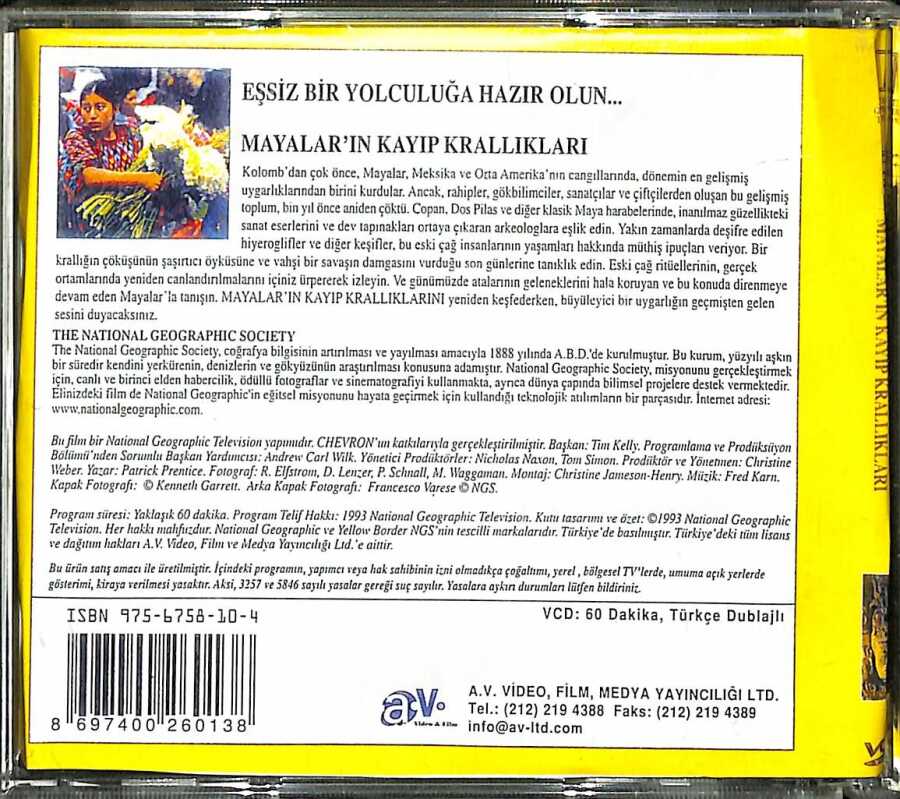 EŞSİZ BİR YOLCULUĞA HAZIR OLUN...
MAYALAR'IN KAYIP KRALLIKLARI
Kolomb'dan çok önce, Mayalar, Meksika ve Orta Amerika'nın cangıllarında, dönemin en gelişmiş
uygarlıklarından birini kurdular. Ancak, rahipler, gökbilimciler, sanatçılar ve çiftçilerden oluşan bu gelişmiş
toplum, bin yıl önce aniden çöktü. Copan, Dos Pilas ve diğer klasik Maya harabelerinde, inanılmaz güzellikteki
sanat eserlerini ve dev tapınakları ortaya çıkaran arkeologlara eşlik edin. Yakın zamanlarda deşifre edilen
hiyeroglifler ve diğer keşifler, bu eski çağ insanlarının yaşamları hakkında müthiş ipuçları veriyor. Bir
krallığın çöküşünün şaşırtıcı öyküsüne ve vahşi bir savaşın damgasını vurduğu son günlerine tanıklık edin. Eski çağ ritüellerinin, gerçek
ortamlarında yeniden canlandırılmalarını içiniz ürpererek izleyin. Ve günümüzde atalarının geleneklerini hala koruyan ve bu konuda direnmeye
devam eden Mayalar'la tanışın. MAYALAR'IN KAYIP KRALLIKLARINI yeniden keşfederken, büyüleyici bir uygarlığın geçmişten gelen
sesini duyacaksınız.
THE NATIONAL GEOGRAPHIC SOCIETY
The National Geographic Society, coğrafya bilgisinin artırılması ve yayılması amacıyla 1888 yılında A.B.D.'de kurulmuştur. Bu kurum, yüzyılı aşkın
bir süredir kendini yerkürenin, denizlerin ve gökyüzünün araştırılması konusuna adamıştır. National Geographic Society, misyonunu gerçekleştirmek
için, canlı ve birinci elden habercilik, ödüllü fotograflar ve sinematografiyi kullanmakta, ayrıca dünya çapında bilimsel projelere destek vermektedir.
Elinizdeki film de National Geographic'in eğitsel misyonunu hayata geçirmek için kullandığı teknolojik atılımların bir parçasıdır. İnternet adresi:
www.nationalgeographic.com.
Bu film bir National Geographic Television yapımıdır. CHEVRON'un katkılarıyla gerçekleştirilmiştir. Başkan: Tim Kelly. Programlama ve Prodüksüyon
Bölümü'nden Sorumlu Başkan Yardımcısı: Andrew Carl Wilk. Yönetici Prodüktörler: Nicholas Naxon, Tom Simon. Prodüktör ve Yönetmen: Christine
Weber. Yazar: Patrick Prentice. Fotograf: R. Elfstrom, D. Lenzer, P. Schnall, M. Waggaman. Montaj: Christine Jameson-Henry. Müzik: Fred Karn.
Kapak Fotografı: © Kenneth Garrett. Arka Kapak Fotografı: Francesco Varese © NGS.
Program süresi: Yaklaşık 60 dakika. Program Telif Hakkı: 1993 National Geographic Television. Kutu tasarımı ve özet: ©1993 National Geographic
Television. Her hakkı mahfuzdur. National Geographic ve Yellow Border NGS'nin tescilli markalarıdır. Türkiye'de basılmıştır. Türkiye'deki tüm lisans
ve dağıtım hakları A.V. Video, Film ve Medya Yayıncılığı Ltd.'e aittir.
Bu ürün satış amacı ile üretilmiştir. İçindeki programın, yapımcı veya hak sahibinin izni olmadıkça çoğaltımı, yerel, bölgesel TV'lerde, umuma açık yerlerde
gösterimi, kiraya verilmesi yasaktır. Aksi, 3257 ve 5846 sayılı yasalar gereği suç sayılır. Yasalara aykırı durumları lütfen bildiriniz.
ISBN 975-6758-10-4
VCD: 60 Dakika, Türkçe Dublajlı
8 697400 260138
av.
Video & Film
A.V. VİDEO, FİLM, MEDYA YAYINCILIĞI LTD.
Tel.: (212) 219 4388 Faks: (212) 219 4389
info@av-ltd.com
MAYALAR'IN KAYIP KRALLIKLARI